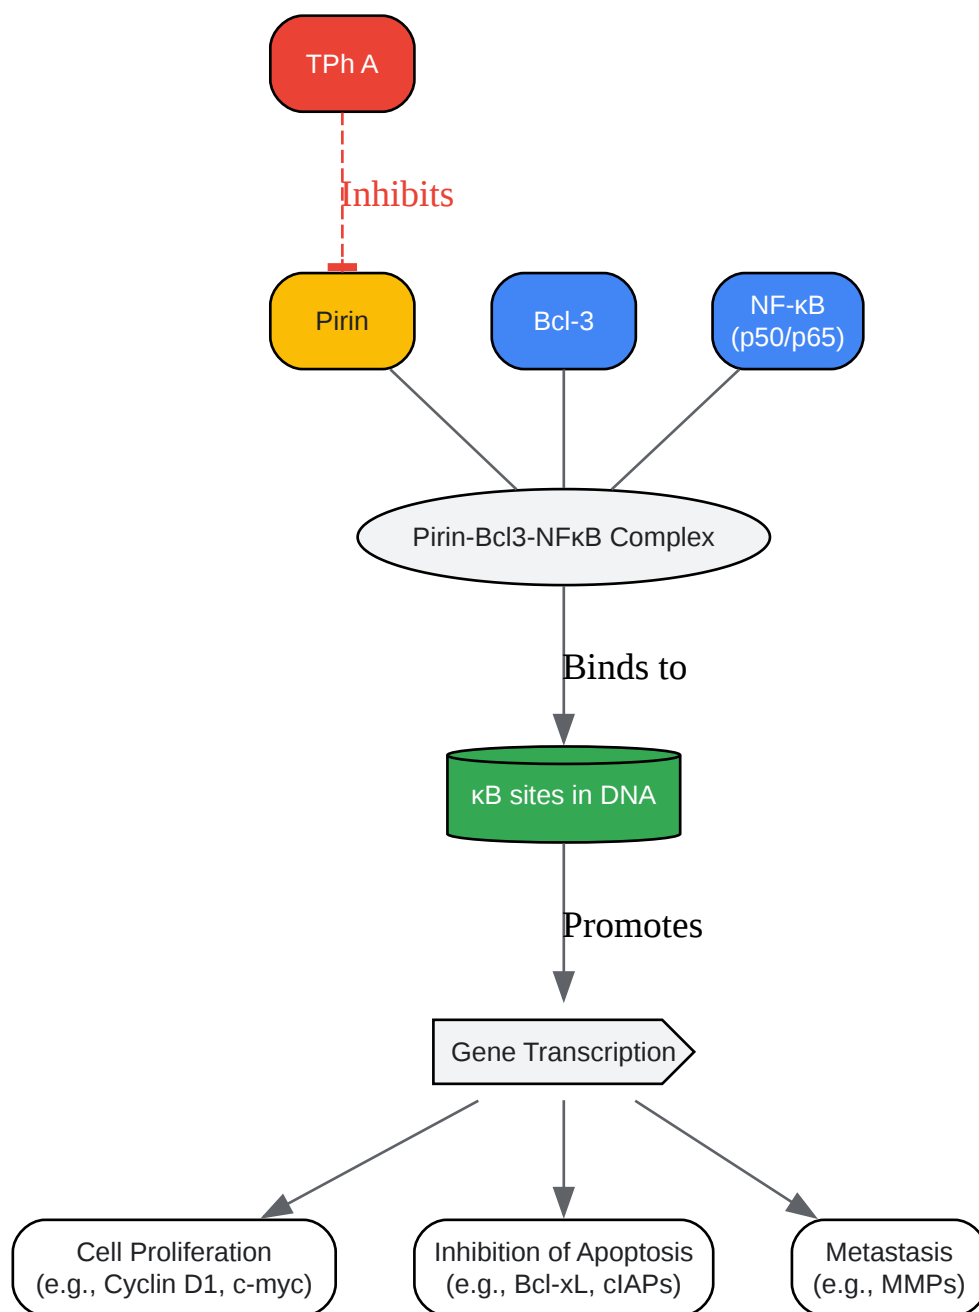 TPh A
Inhibits
Pirin
Bcl-3
NF-κB
(p50/p65)
Pirin-Bcl3-NFκB Complex
Binds to
κB sites in DNA
Promotes
Gene Transcription
Cell Proliferation
(e.g., Cyclin D1, c-myc)
Inhibition of Apoptosis
(e.g., Bcl-xL, cIAPs)
Metastasis
(e.g., MMPs)